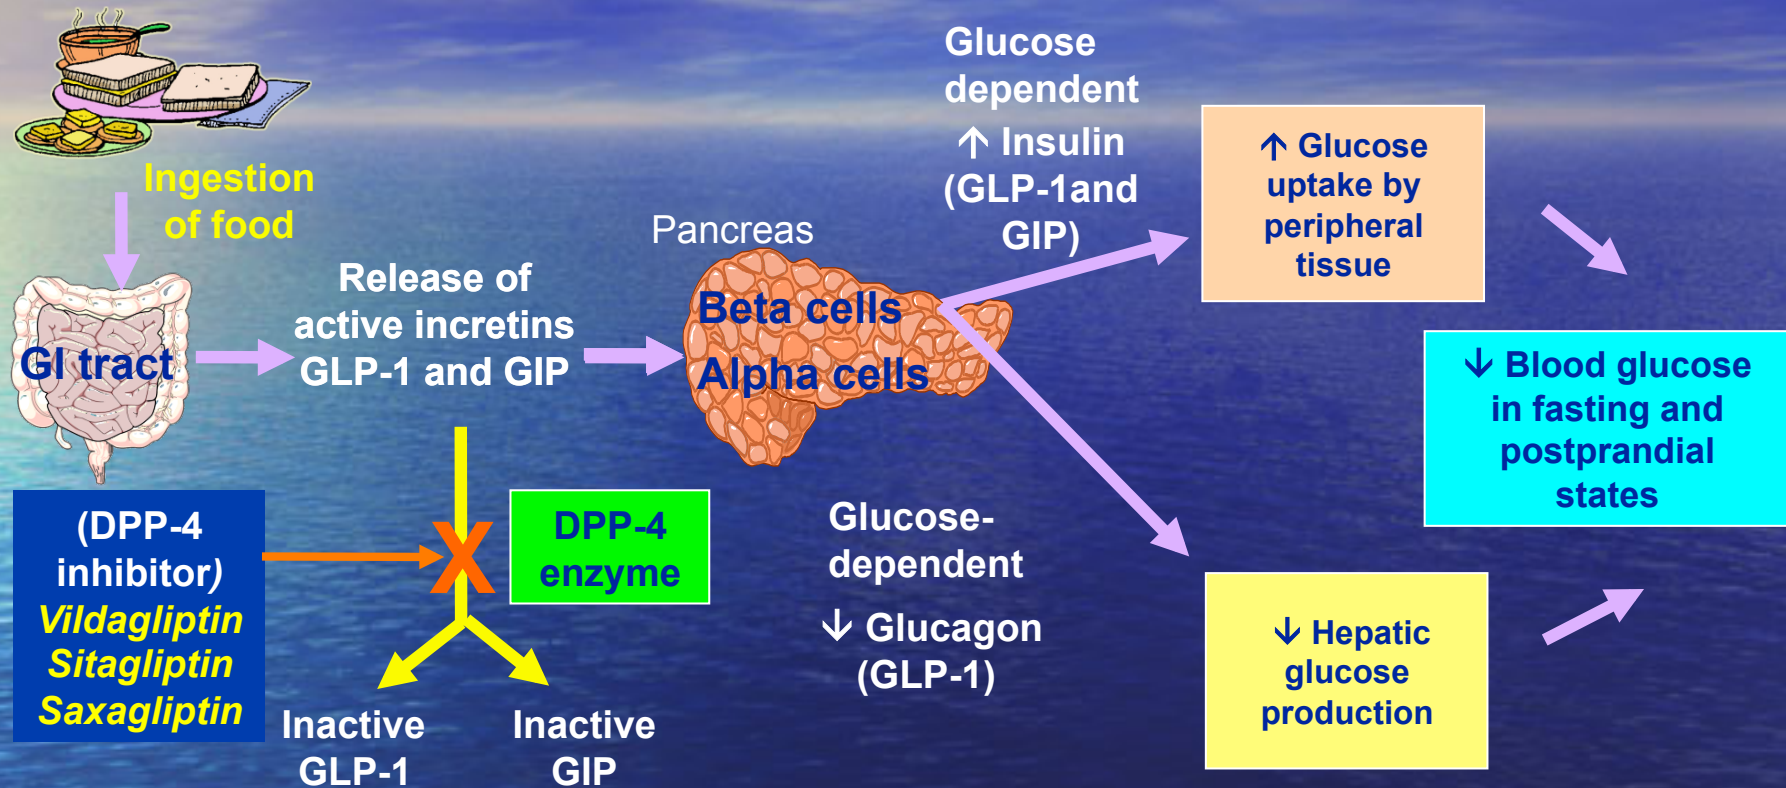 Ingestion
of food
GI tract
Release of
active incretins
GLP-1 and GIP
Pancreas
Beta cells
Alpha cells
Glucose
dependent
↑ Insulin
(GLP-1and
GIP)
↑ Glucose
uptake by
peripheral
tissue
↓ Blood glucose
in fasting and
postprandial
states
(DPP-4
inhibitor)
Vildagliptin
Sitagliptin
Saxagliptin
X
DPP-4
enzyme
Inactive
GLP-1
Inactive
GIP
Glucose-
dependent
↓ Glucagon
(GLP-1)
↓ Hepatic
glucose
production